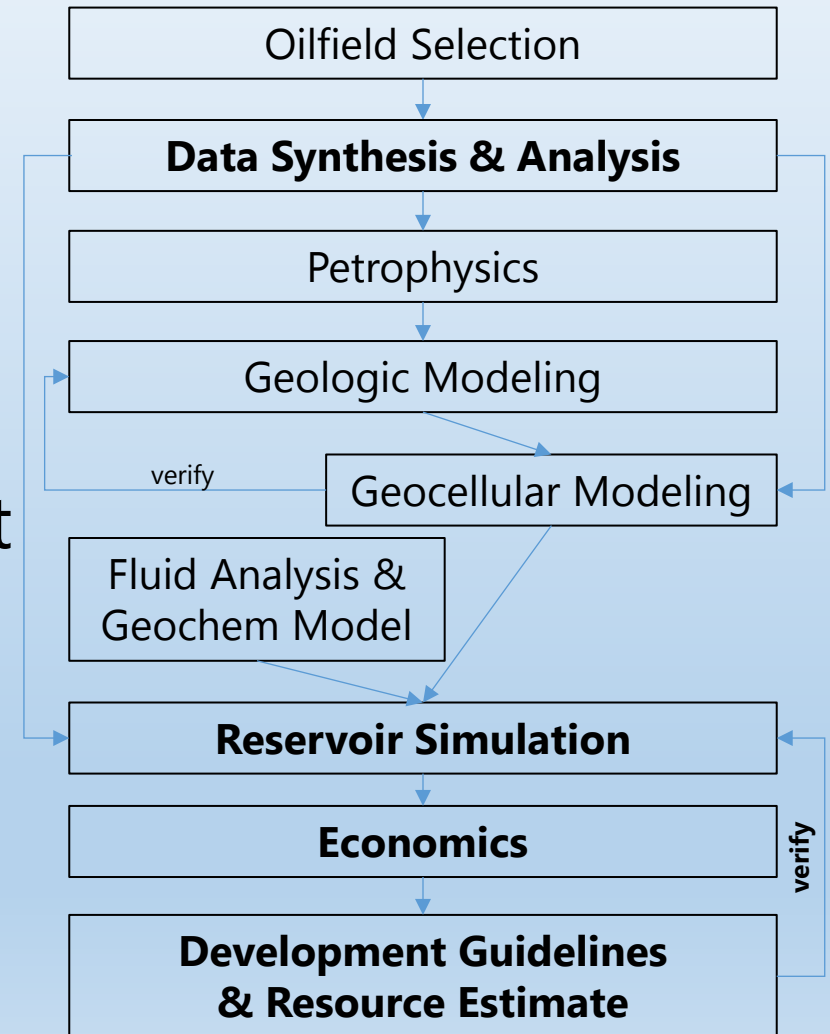 Oilfield Selection
Data Synthesis & Analysis
Petrophysics
Geologic Modeling
verify
Geocellular Modeling
t
Fluid Analysis &
Geochem Model
Reservoir Simulation
Economics
verify
Development Guidelines
& Resource Estimate